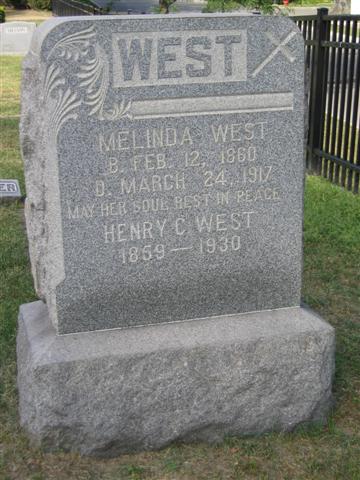 WEST
MELINDA WEST
B. FEB. 12, 1860
D. MARCH 24, 1917
MAY HER SOUL REST IN PEACE
HENRY C. WEST
1859 — 1930